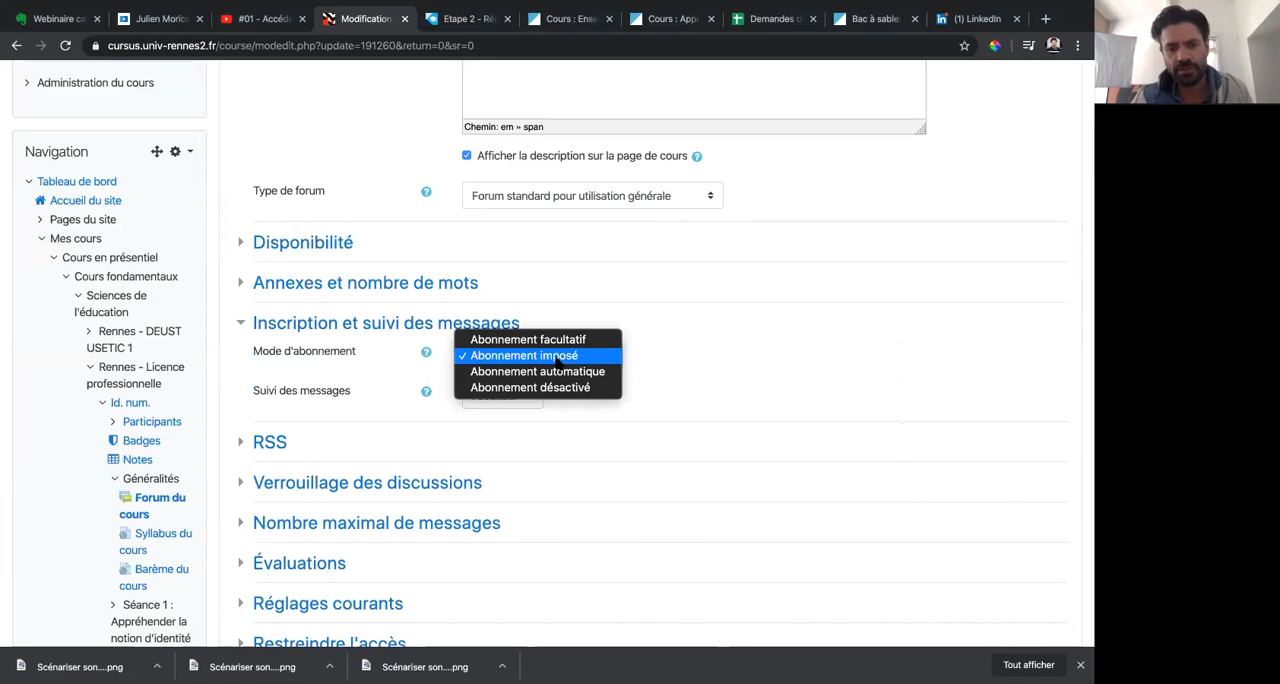 Webinaire ca
Julien Moric
#01 - Accéde
Modification
Etape 2 - Ré
Cours : Ense
Cours : App
Demandes d
Bac à sable
(1) LinkedIn
cursus.univ-rennes2.fr/course/modedit.php?update=191260&return=0&sr=0
Administration du cours
Navigation
Tableau de bord
Accueil du site
Pages du site
Mes cours
Cours en présentiel
Cours fondamentaux
Sciences de
l'éducation
Rennes - DEUST
USETIC 1
Rennes - Licence
professionnelle
Id. num.
Participants
Badges
Notes
Généralités
Forum du
cours
Syllabus du
cours
Barème du
cours
Séance 1 :
Appréhender la
notion d'identité
Chemin: em » span
Afficher la description sur la page de cours
Type de forum
Forum standard pour utilisation générale
Disponibilité
Annexes et nombre de mots
Inscription et suivi des messages
Mode d'abonnement
Abonnement facultatif
✓ Abonnement imposé
Abonnement automatique
Abonnement désactivé
Suivi des messages
RSS
Verrouillage des discussions
Nombre maximal de messages
Évaluations
Réglages courants
Restreindre l'accès
Scénariser son....png
Scénariser son....png
Scénariser son....png
Tout afficher